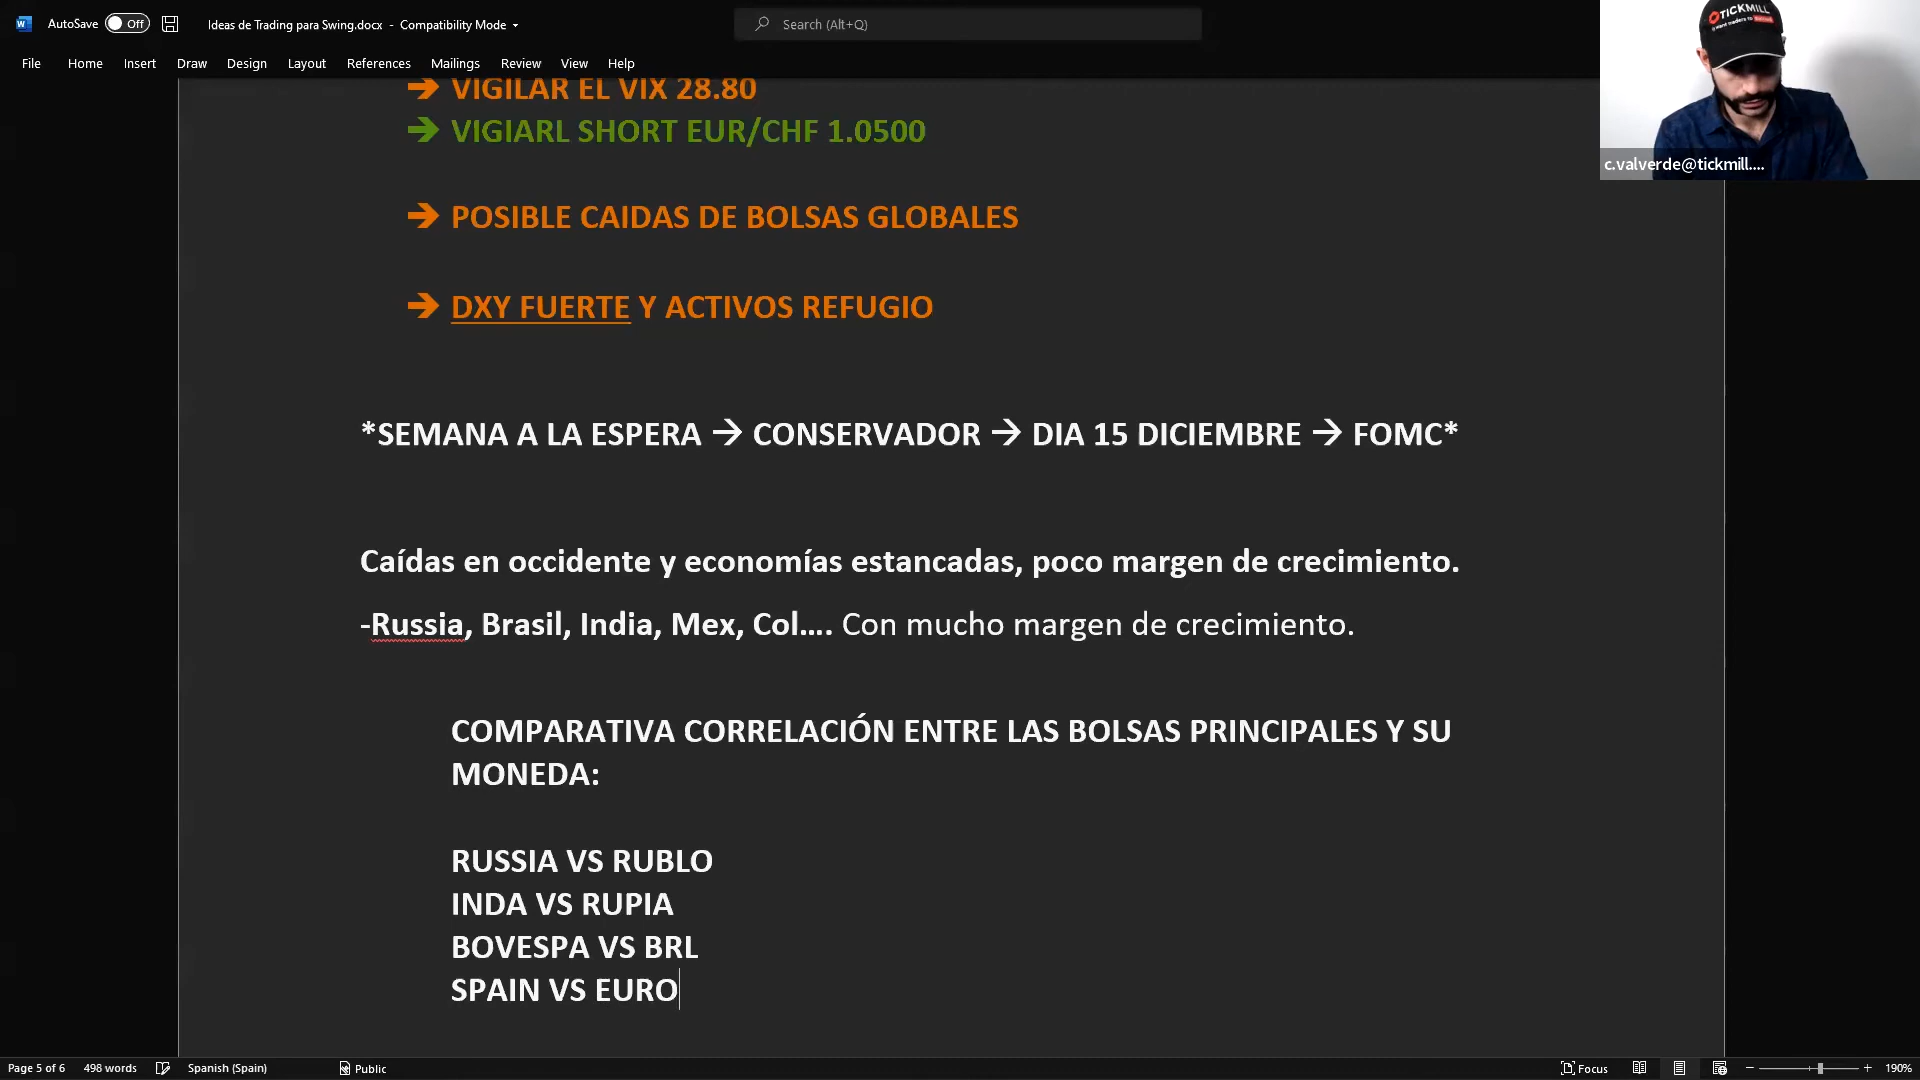 AutoSave Off Ideas de Trading para Swing.docx - Compatibility Mode Search (Alt+Q)
TICKMILL
File Home Insert Draw Design Layout References Mailings Review View Help
→ VIGILAR EL VIX 28.80
→ VIGIARL SHORT EUR/CHF 1.0500
c.valverde@tickmill....
→ POSIBLE CAIDAS DE BOLSAS GLOBALES
→ DXY FUERTE Y ACTIVOS REFUGIO
*SEMANA A LA ESPERA → CONSERVADOR → DIA 15 DICIEMBRE → FOMC*
Caídas en occidente y economías estancadas, poco margen de crecimiento.
-Russia, Brasil, India, Mex, Col.... Con mucho margen de crecimiento.
COMPARATIVA CORRELACIÓN ENTRE LAS BOLSAS PRINCIPALES Y SU
MONEDA:
RUSSIA VS RUBLO
INDA VS RUPIA
BOVESPA VS BRL
SPAIN VS EURO
Page 5 of 6 498 words Spanish (Spain) Public Focus 190%